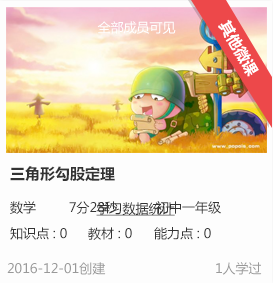 全部成员可见
其他微课
www.popsie.com
三角形勾股定理
数学 7分28秒 学习数据统计 初中一年级
知识点 : 0 教材 : 0 能力点 : 0
2016-12-01创建 1人学过